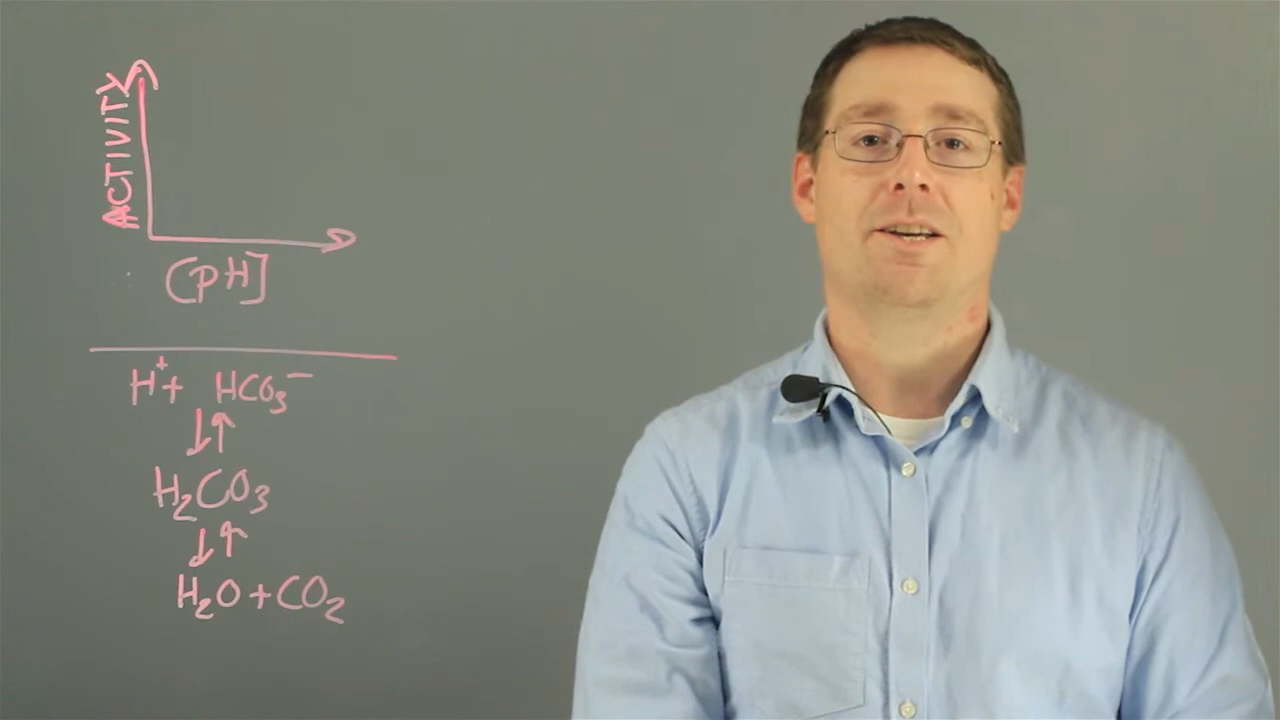 ACTIVITY
(pH]
H⁺ + HCO₃⁻
↓↑
H₂CO₃
↓↑
H₂O + CO₂